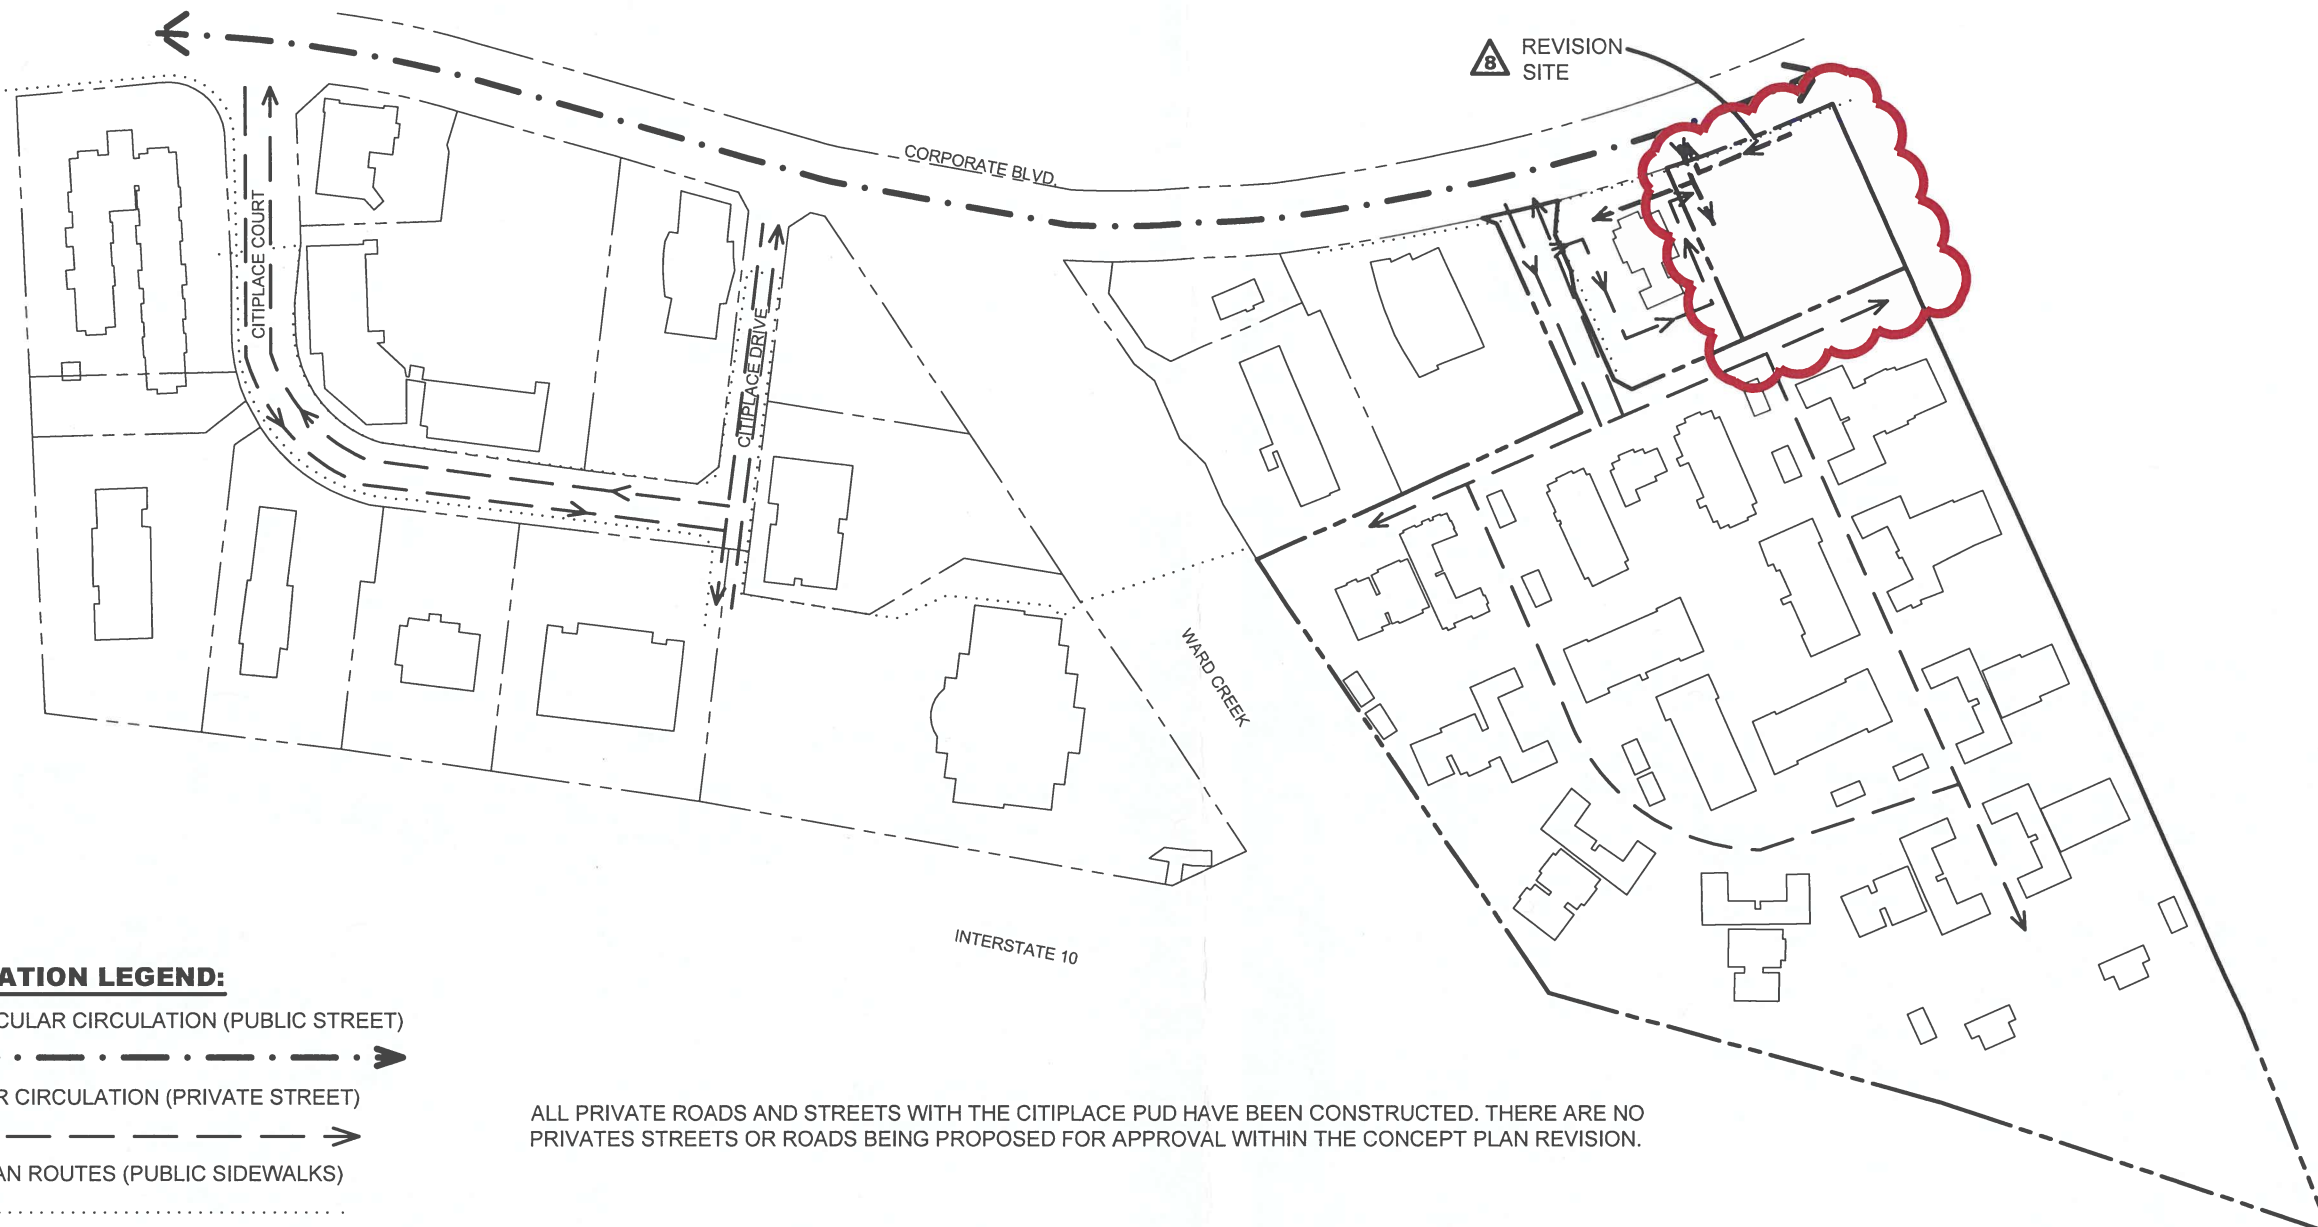 REVISION
SITE
8
CORPORATE BLVD.
CITIPLACE COURT
CITIPLACE DRIVE
WARD CREEK
INTERSTATE 10
ATION LEGEND:
CULAR CIRCULATION (PUBLIC STREET)
R CIRCULATION (PRIVATE STREET)
AN ROUTES (PUBLIC SIDEWALKS)
ALL PRIVATE ROADS AND STREETS WITH THE CITIPLACE PUD HAVE BEEN CONSTRUCTED. THERE ARE NO
PRIVATES STREETS OR ROADS BEING PROPOSED FOR APPROVAL WITHIN THE CONCEPT PLAN REVISION.